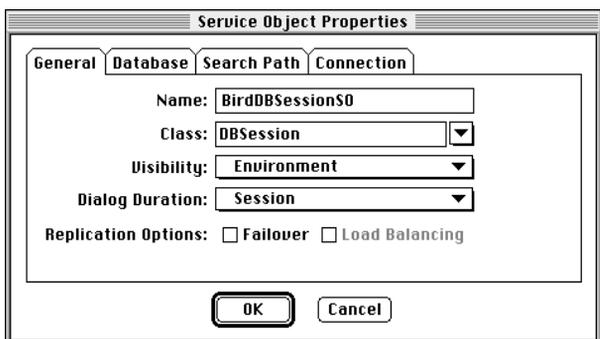 Service Object Properties
General Database Search Path Connection
Name: BirdDBSessionSO
Class: DBSession
Visibility: Environment
Dialog Duration: Session
Replication Options: Failover Load Balancing
OK Cancel